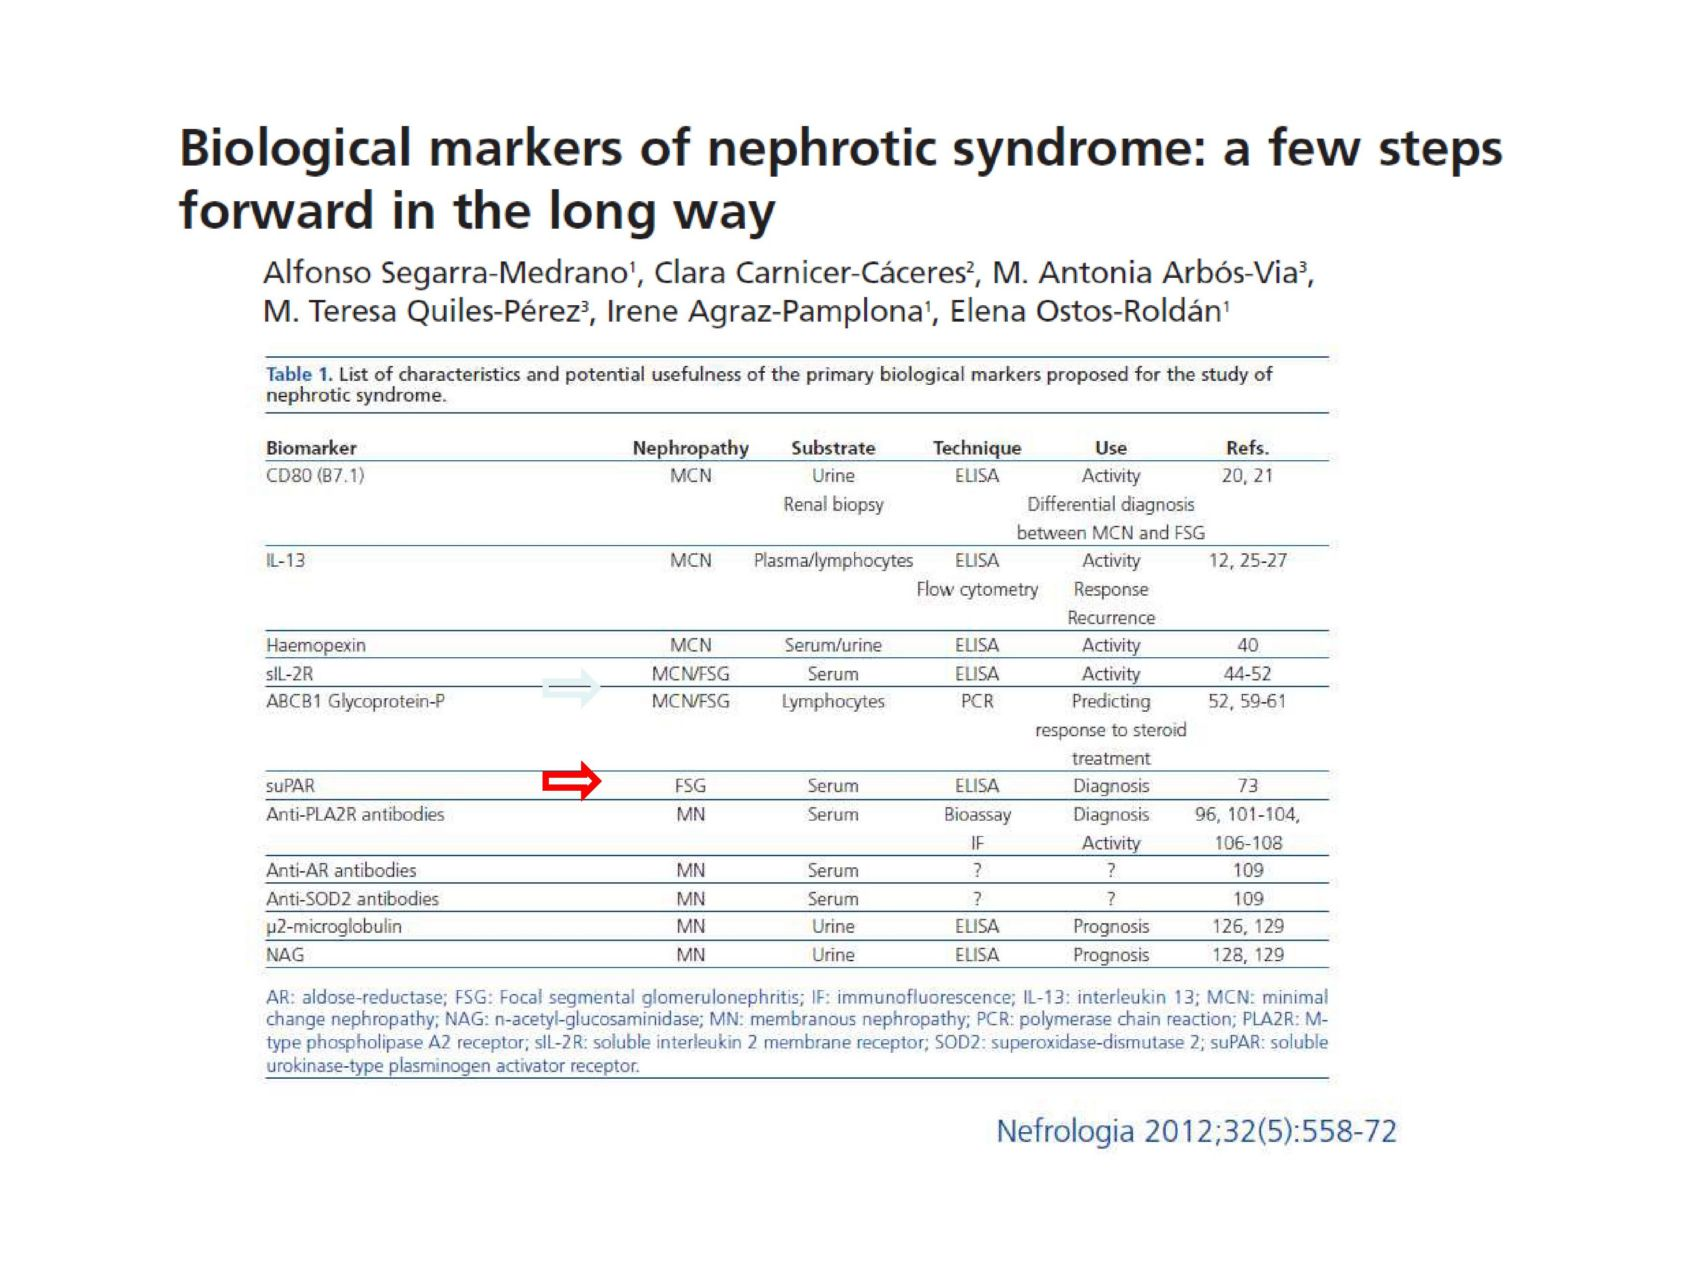 Biological markers of nephrotic syndrome: a few steps
forward in the long way
Alfonso Segarra-Medrano¹, Clara Carnicer-Cáceres², M. Antonia Arbós-Via³,
M. Teresa Quiles-Pérez³, Irene Agraz-Pamplona¹, Elena Ostos-Roldán¹
Table 1. List of characteristics and potential usefulness of the primary biological markers proposed for the study of
nephrotic syndrome.
Biomarker Nephropathy Substrate Technique Use Refs.
CD80 (B7.1) MCN Urine ELISA Activity 20, 21
Renal biopsy Differential diagnosis
between MCN and FSG
IL-13 MCN Plasma/lymphocytes ELISA Activity 12, 25-27
Flow cytometry Response
Recurrence
Haemopexin MCN Serum/urine ELISA Activity 40
sIL-2R MCN/FSG Serum ELISA Activity 44-52
ABCB1 Glycoprotein-P MCN/FSG Lymphocytes PCR Predicting 52, 59-61
response to steroid
treatment
suPAR FSG Serum ELISA Diagnosis 73
Anti-PLA2R antibodies MN Serum Bioassay Diagnosis 96, 101-104,
IF Activity 106-108
Anti-AR antibodies MN Serum ? ? 109
Anti-SOD2 antibodies MN Serum ? ? 109
µ2-microglobulin MN Urine ELISA Prognosis 126, 129
NAG MN Urine ELISA Prognosis 128, 129
AR: aldose-reductase; FSG: Focal segmental glomerulonephritis; IF: immunofluorescence; IL-13: interleukin 13; MCN: minimal
change nephropathy; NAG: n-acetyl-glucosaminidase; MN: membranous nephropathy; PCR: polymerase chain reaction; PLA2R: M-
type phospholipase A2 receptor; sIL-2R: soluble interleukin 2 membrane receptor; SOD2: superoxidase-dismutase 2; suPAR: soluble
urokinase-type plasminogen activator receptor.
Nefrologia 2012;32(5):558-72